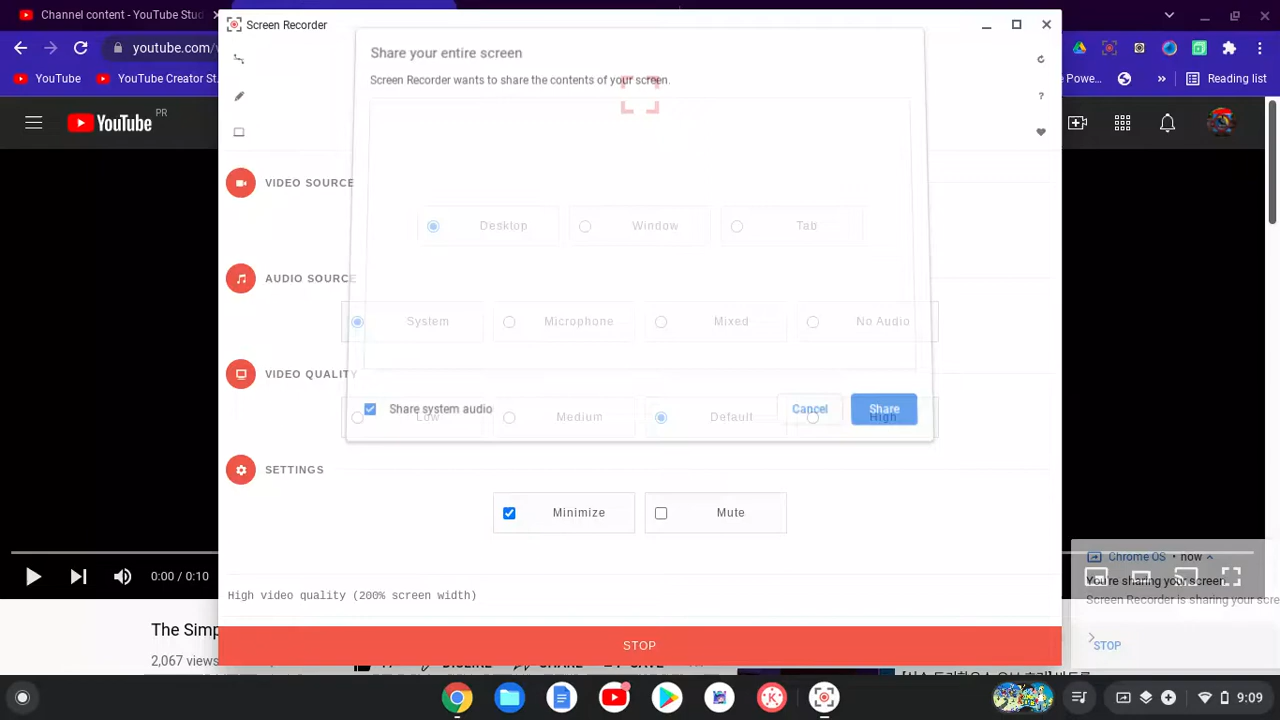 Channel content - YouTube Stud
Screen Recorder
youtube.com/
YouTube
YouTube Creator St
Powe...
Reading list
YouTube PR
Share your entire screen
Screen Recorder wants to share the contents of your screen.
VIDEO SOURCE
Desktop
Window
Tab
AUDIO SOURCE
System
Microphone
Mixed
No Audio
VIDEO QUALITY
Low
Medium
Default
High
Share system audio
Cancel
Share
SETTINGS
Minimize
Mute
0:00 / 0:10
Chrome OS • now
You're sharing your screen
Screen Recorder is sharing your scre
STOP
High video quality (200% screen width)
The Simp
2,067 views
STOP
DISLIKE
SHARE
SAVE
9:09